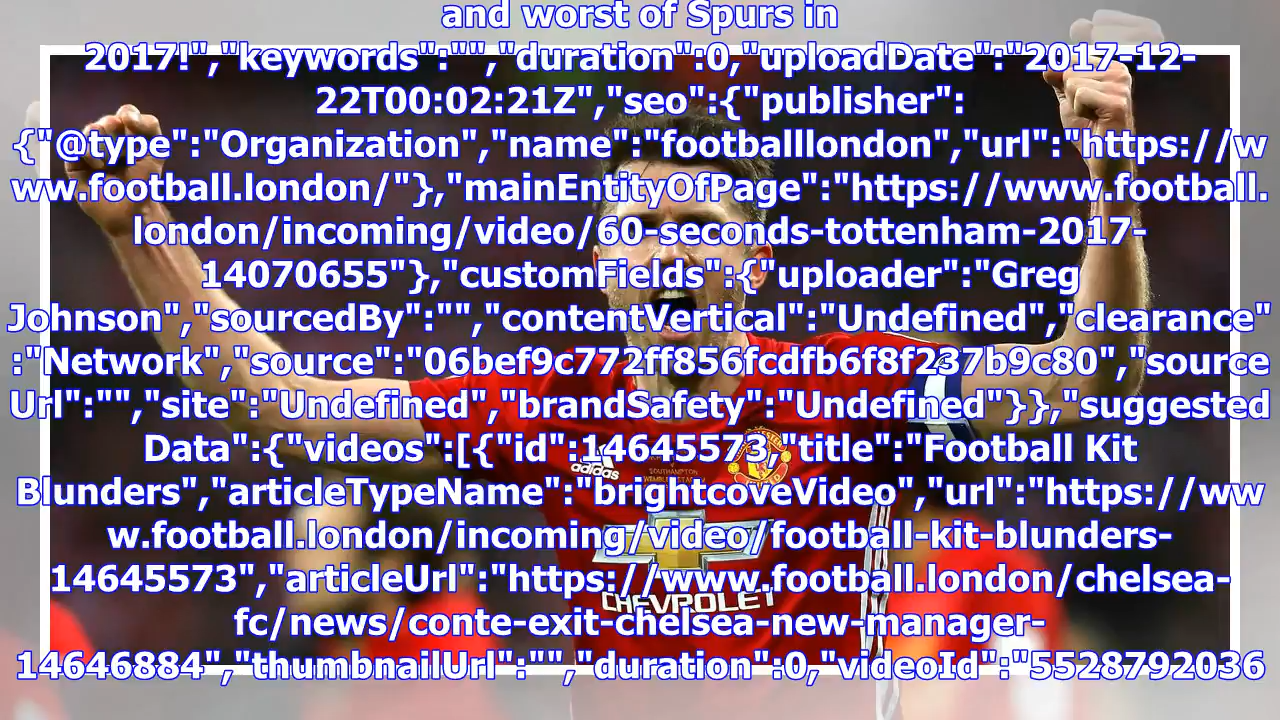 and worst of Spurs in
2017!","keywords":"","duration":0,"uploadDate":"2017-12-
22T00:02:21Z","seo":{"publisher":
{"@type":"Organization","name":"footballlondon","url":"https://w
ww.football.london/"},"mainEntityOfPage":"https://www.football.
london/incoming/video/60-seconds-tottenham-2017-
14070655"},"customFields":{"uploader":"Greg
Johnson","sourcedBy":"","contentVertical":"Undefined","clearance"
:"Network","source":"06bef9c772ff856fcdfb6f8f237b9c80","source
Url":"","site":"Undefined","brandSafety":"Undefined"}},"suggested
Data":{"videos":[{"id":14645573,"title":"Football Kit
Blunders","articleTypeName":"brightcoveVideo","url":"https://ww
w.football.london/incoming/video/football-kit-blunders-
14645573","articleUrl":"https://www.football.london/chelsea-
fc/news/conte-exit-chelsea-new-manager-
14646884","thumbnailUrl":"","duration":0,"videoId":"5528792036
adidas
SOUTHAMPTON
CHEVROLET